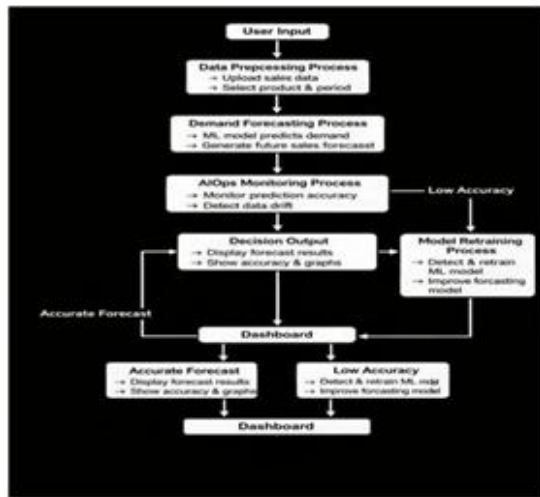 User Input
Data Prepcessing Process
→ Upload sales data
→ Select product & period
Demand Forecasting Process
→ ML model predicts demand
→ Generate future sales forecasst
AIOps Monitoring Process
→ Monitor prediction accuracy
→ Detect data drift
Low Accuracy
Decision Output
→ Display forecast results
→ Show accuracy & graphs
Model Retraining
Process
→ Detect & retrain
ML model
→ Improve forcasting
model
Accurate Forecast
Dashboard
Accurate Forecast
→ Display forecast results
→ Show accuracy & graphs
Low Accuracy
→ Detect & retrain ML mdd
→ Improve forcasting model
Dashboard